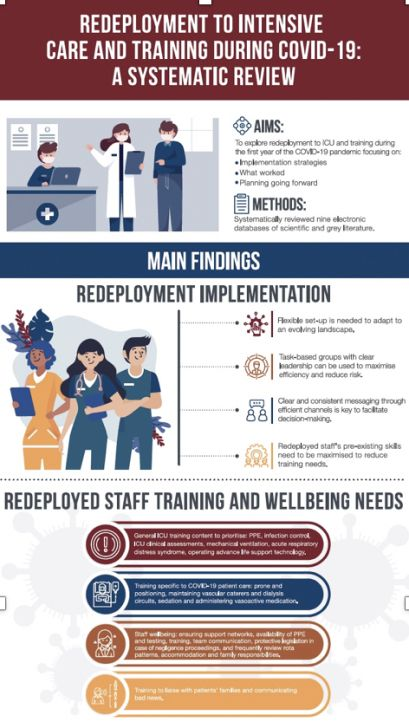 REDEPLOYMENT TO INTENSIVE
CARE AND TRAINING DURING COVID-19:
A SYSTEMATIC REVIEW
AIMS:
To explore redeployment to ICU and training during
the first year of the COVID-19 pandemic focusing on:
• Implementation strategies
• What worked
• Planning going forward
METHODS:
Systematically reviewed nine electronic
databases of scientific and grey literature.
MAIN FINDINGS
REDEPLOYMENT IMPLEMENTATION
Flexible set-up is needed to adapt to
an evolving landscape.
Task-based groups with clear
leadership can be used to maximise
efficiency and reduce risk.
Clear and consistent messaging through
efficient channels is key to facilitate
decision-making.
Redeployed staff's pre-existing skills
need to be maximised to reduce
training needs.
REDEPLOYED STAFF TRAINING AND WELLBEING NEEDS
General ICU training content to prioritise: PPE, infection control,
ICU clinical assessments, mechanical ventilation, acute respiratory
distress syndrome, operating advance life support technology.
Training specific to COVID-19 patient care: prone and
positioning, maintaining vascular caterers and dialysis
circuits, sedation and administering vasoactive medication.
Staff wellbeing: ensuring support networks, availability of PPE
and testing, training, team communication, protective legislation in
case of negligence proceedings, and frequently review rota
patterns, accommodation and family responsibilities.
Training to liaise with patients' families and communicating
bad news.